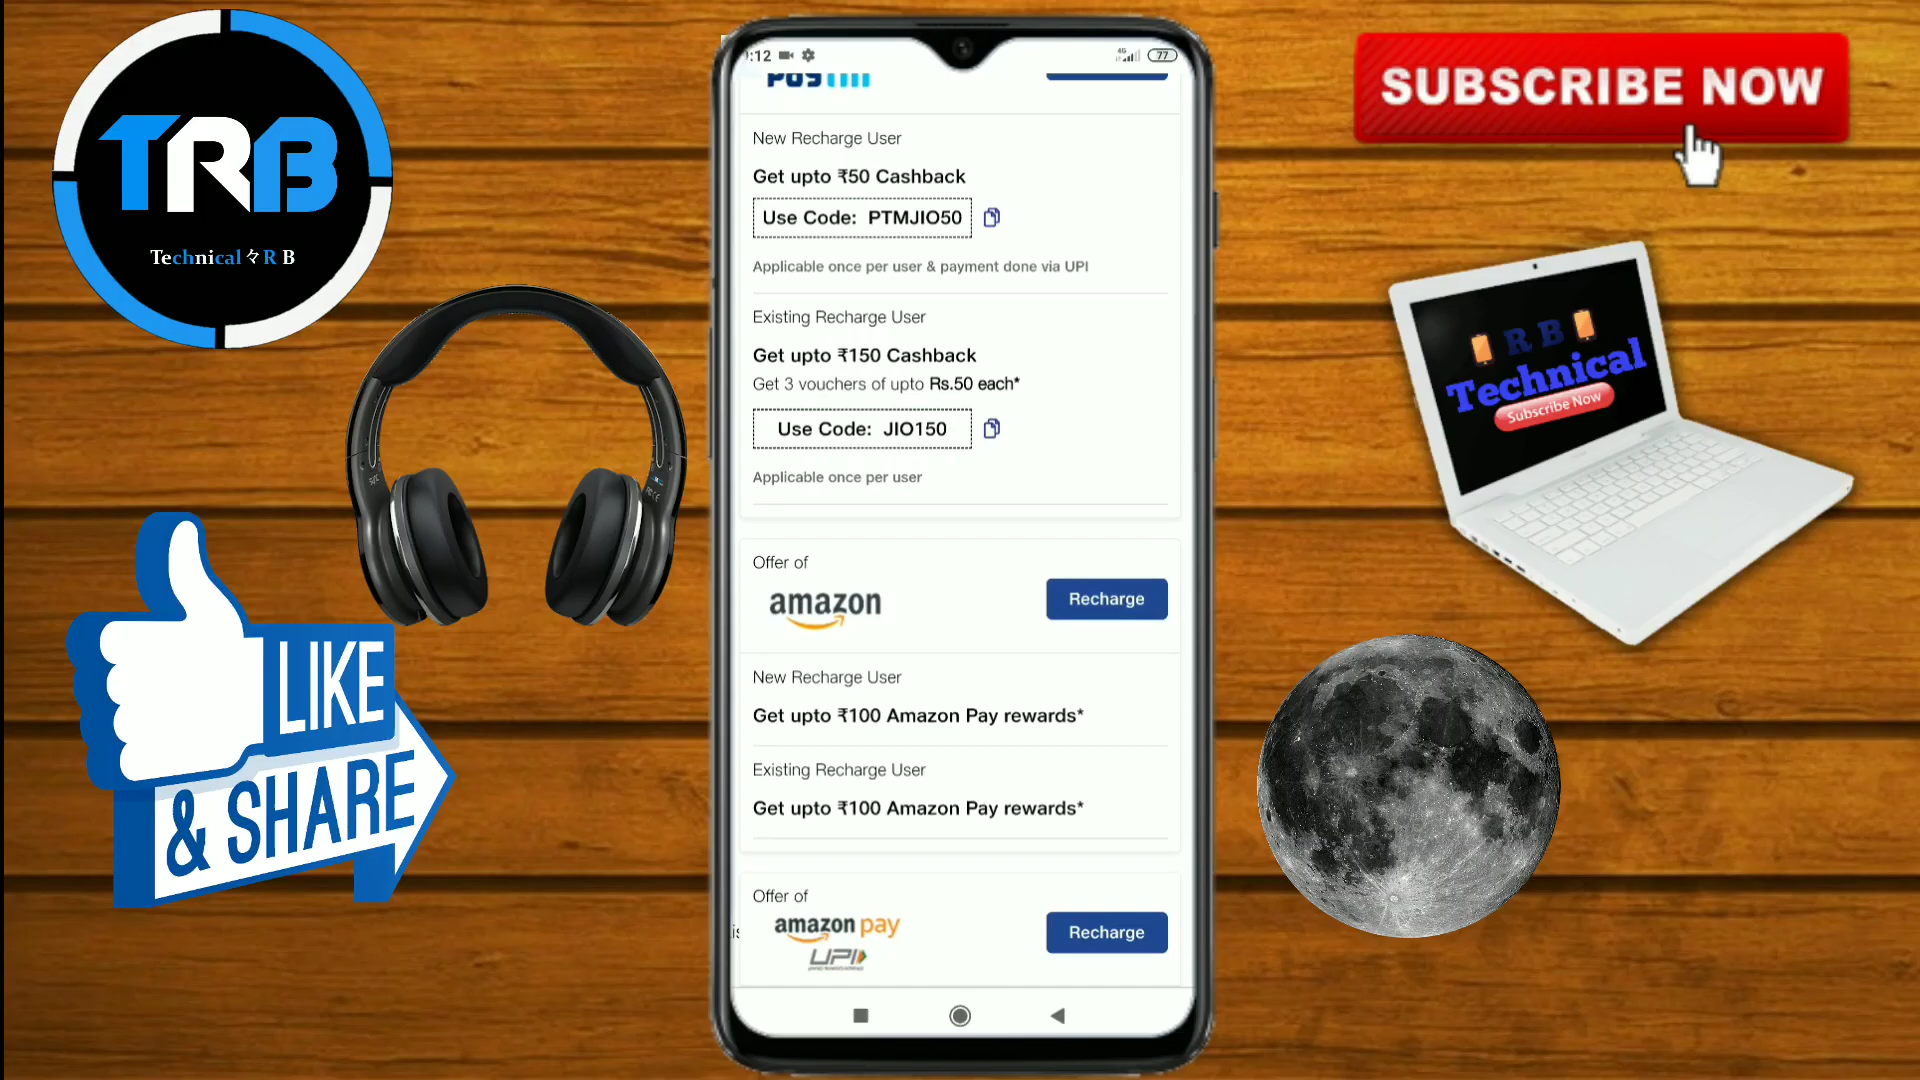 TRB
Technical々R B
LIKE
& SHARE
:12
4G
77
New Recharge User
Get upto ₹50 Cashback
Use Code: PTMJIO50
Applicable once per user & payment done via UPI
Existing Recharge User
Get upto ₹150 Cashback
Get 3 vouchers of upto Rs.50 each*
Use Code: JIO150
Applicable once per user
Offer of
amazon
Recharge
New Recharge User
Get upto ₹100 Amazon Pay rewards*
Existing Recharge User
Get upto ₹100 Amazon Pay rewards*
Offer of
amazon pay
UPI
Recharge
SUBSCRIBE NOW
R B
Technical
Subscribe Now